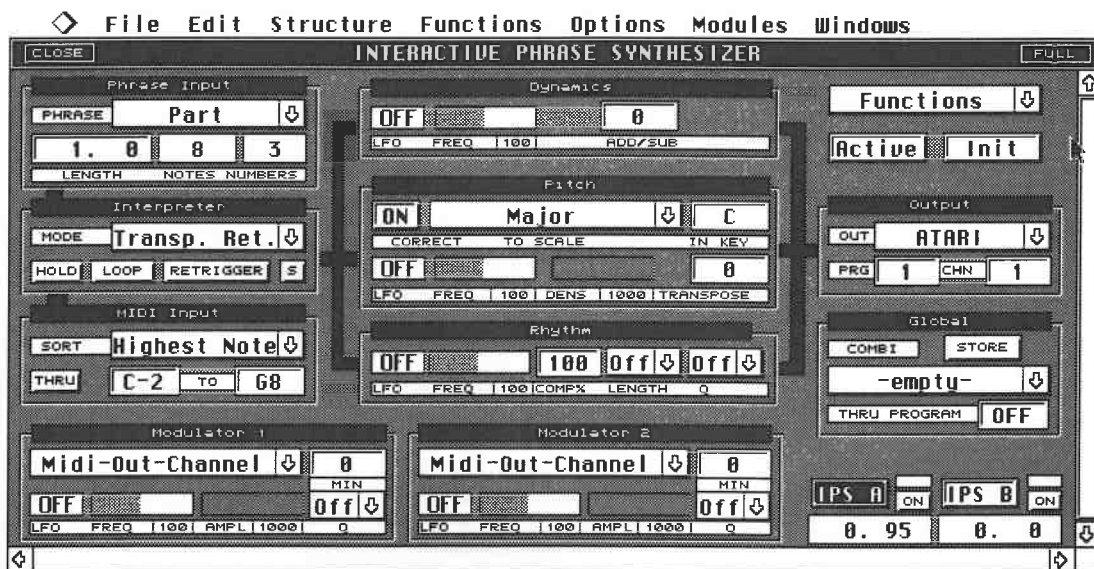 File Edit Structure Functions Options Modules Windows
CLOSE INTERACTIVE PHRASE SYNTHESIZER FULL
Phrase Input
PHRASE Part
1. 0 8 3
LENGTH NOTES NUMBERS
Interpreter
MODE Transp. Ret.
HOLD LOOP RETRIGGER S
MIDI Input
SORT Highest Note
THRU C-2 TO G8
Dynamics
OFF 0
LFO FREQ |100| ADD/SUB
Pitch
ON Major C
CORRECT TO SCALE IN KEY
OFF 0
LFO FREQ |100| DENS |1000| TRANSPOSE
Rhythm
OFF 100 Off Off
LFO FREQ |100|COMP% LENGTH Q
Functions
Active Init
Output
OUT ATARI
PRG 1 CHN 1
Global
COMBI STORE
-empty-
THRU PROGRAM OFF
Modulator 1
Midi-Out-Channel 0
MIN
OFF Off
LFO FREQ |100| AMPL|1000| Q
Modulator 2
Midi-Out-Channel 0
MIN
OFF Off
LFO FREQ |100| AMPL|1000| Q
IPS A ON IPS B ON
0. 95 0. 0